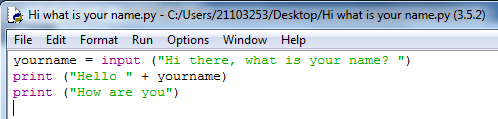 Hi what is your name.py - C:/Users/21103253/Desktop/Hi what is your name.py (3.5.2)
File Edit Format Run Options Window Help
yourname = input ("Hi there, what is your name? ")
print ("Hello " + yourname)
print ("How are you")